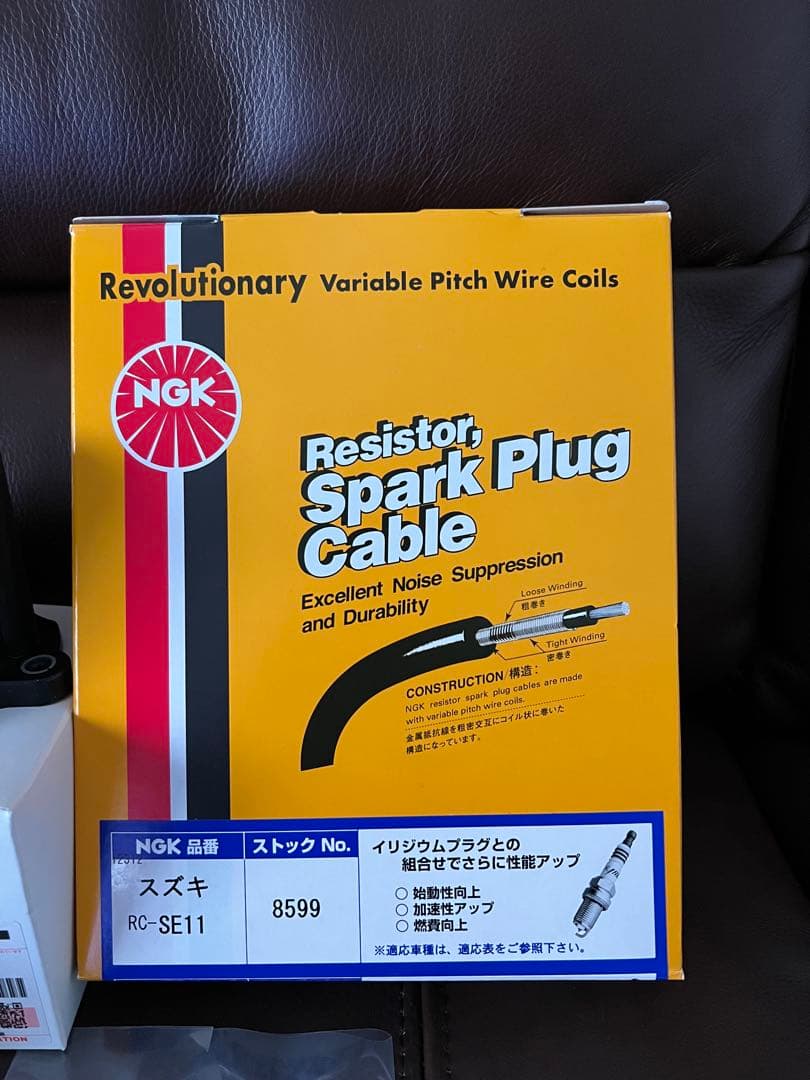 Revolutionary Variable Pitch Wire Coils
NGK
Resistor,
Spark Plug
Cable
Excellent Noise Suppression
and Durability
Loose Winding
粗巻き
Tight Winding
密巻き
CONSTRUCTION/構造:
NGK resistor spark plug cables are made
with variable pitch wire coils.
金属抵抗線を粗密交互にコイル状に巻いた
構造になっています。
NGK 品番
ストック No.
スズキ
RC-SE11
8599
イリジウムプラグとの
組合せでさらに性能アップ
○ 始動性向上
○ 加速性アップ
○ 燃費向上
※適応車種は、適応表をご参照下さい。